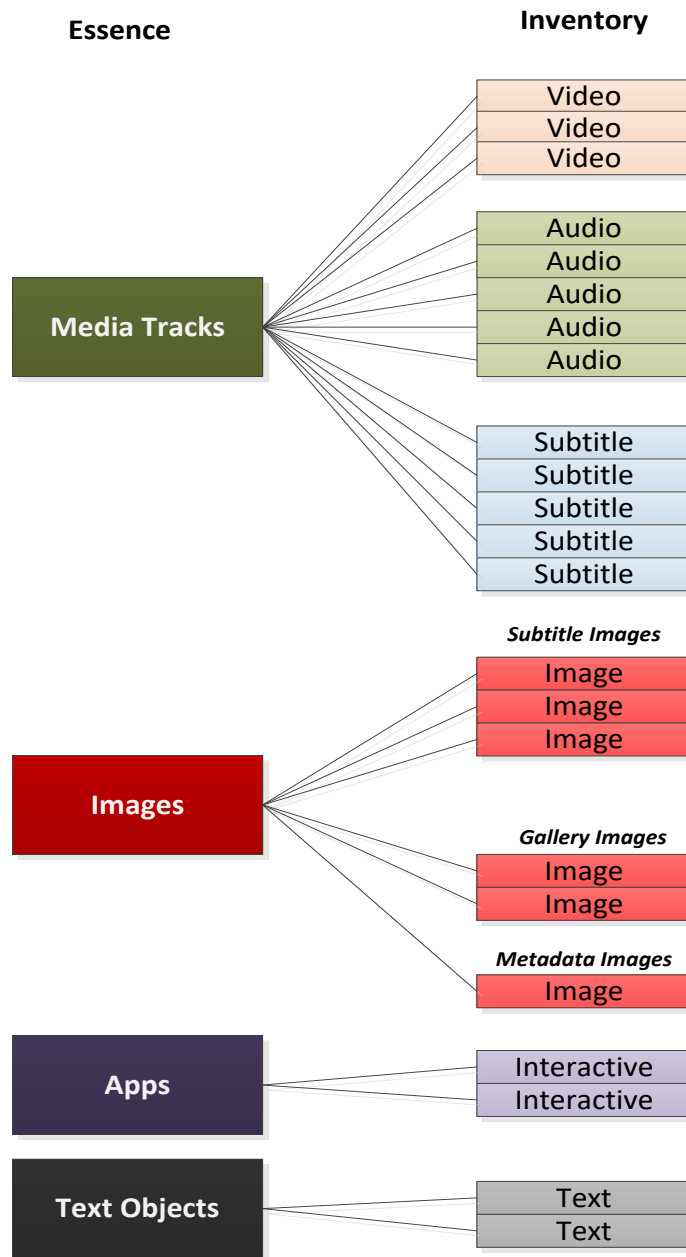 Essence
Inventory
Video
Video
Video
Audio
Audio
Audio
Audio
Audio
Media Tracks
Subtitle
Subtitle
Subtitle
Subtitle
Subtitle
Subtitle Images
Image
Image
Image
Images
Gallery Images
Image
Image
Metadata Images
Image
Apps
Interactive
Interactive
Text Objects
Text
Text